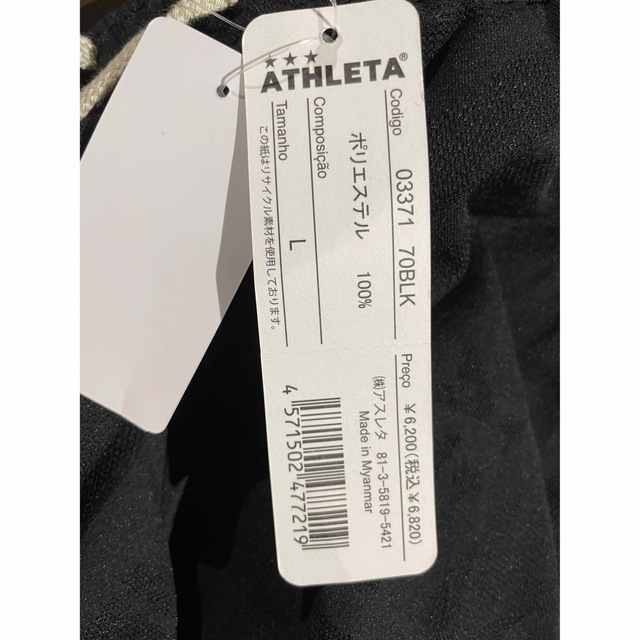 ★★★
ATHLETA®
Codigo
03371 70BLK
ポリエステル 100%
Composição
L
Tamanho
この紙はリサイクル素材を使用しております。
Preço
¥6,200(税込¥6,820)
㈱アスレタ 81-3-5819-5421
Made in Myanmar
4 571502 477219